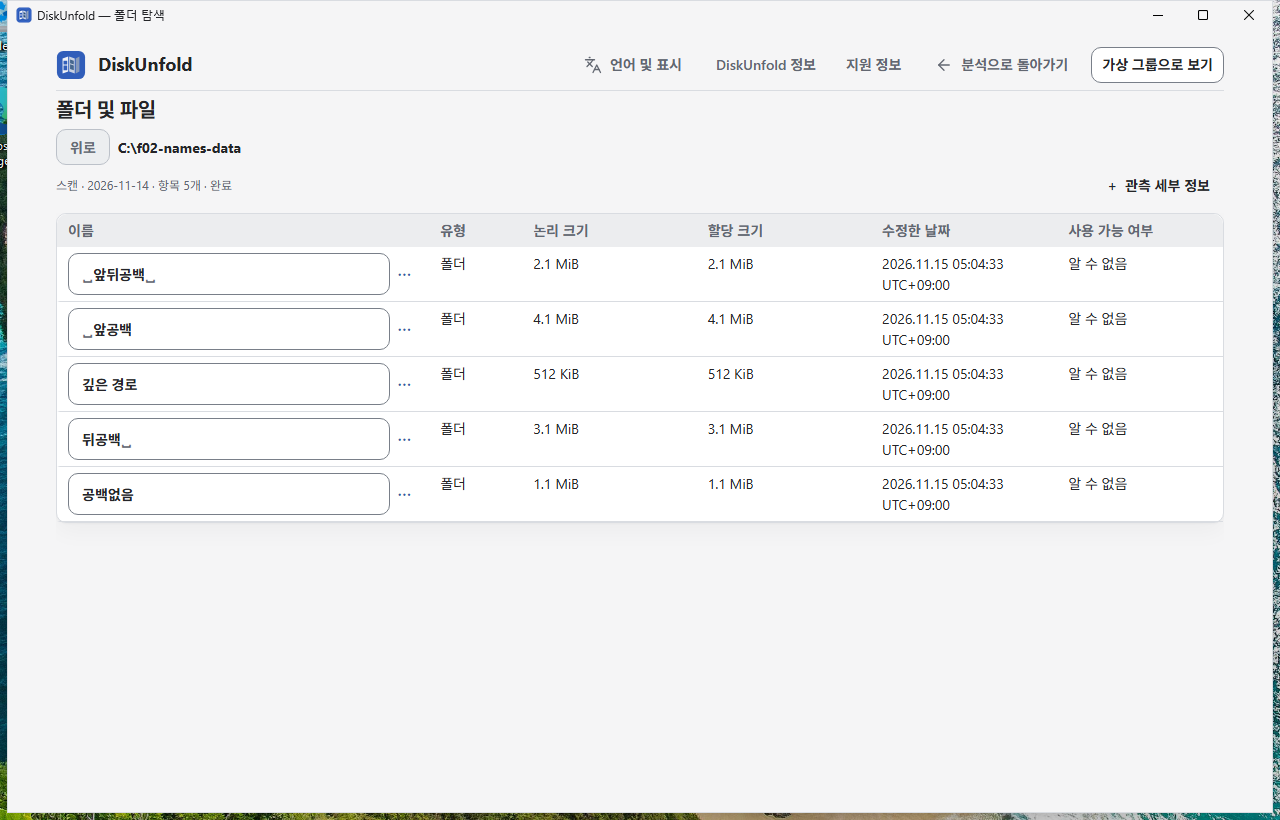 DiskUnfold — 폴더 탐색
DiskUnfold
언어 및 표시
DiskUnfold 정보
지원 정보
← 분석으로 돌아가기
가상 그룹으로 보기
폴더 및 파일
위로 C:\f02-names-data
스캔 · 2026-11-14 · 항목 5개 · 완료
+ 관측 세부 정보
이름 유형 논리 크기 할당 크기 수정한 날짜 사용 가능 여부
␣앞뒤공백␣ ... 폴더 2.1 MiB 2.1 MiB 2026.11.15 05:04:33 알 수 없음
UTC+09:00
␣앞공백 ... 폴더 4.1 MiB 4.1 MiB 2026.11.15 05:04:33 알 수 없음
UTC+09:00
깊은 경로 ... 폴더 512 KiB 512 KiB 2026.11.15 05:04:33 알 수 없음
UTC+09:00
뒤공백␣ ... 폴더 3.1 MiB 3.1 MiB 2026.11.15 05:04:33 알 수 없음
UTC+09:00
공백없음 ... 폴더 1.1 MiB 1.1 MiB 2026.11.15 05:04:33 알 수 없음
UTC+09:00